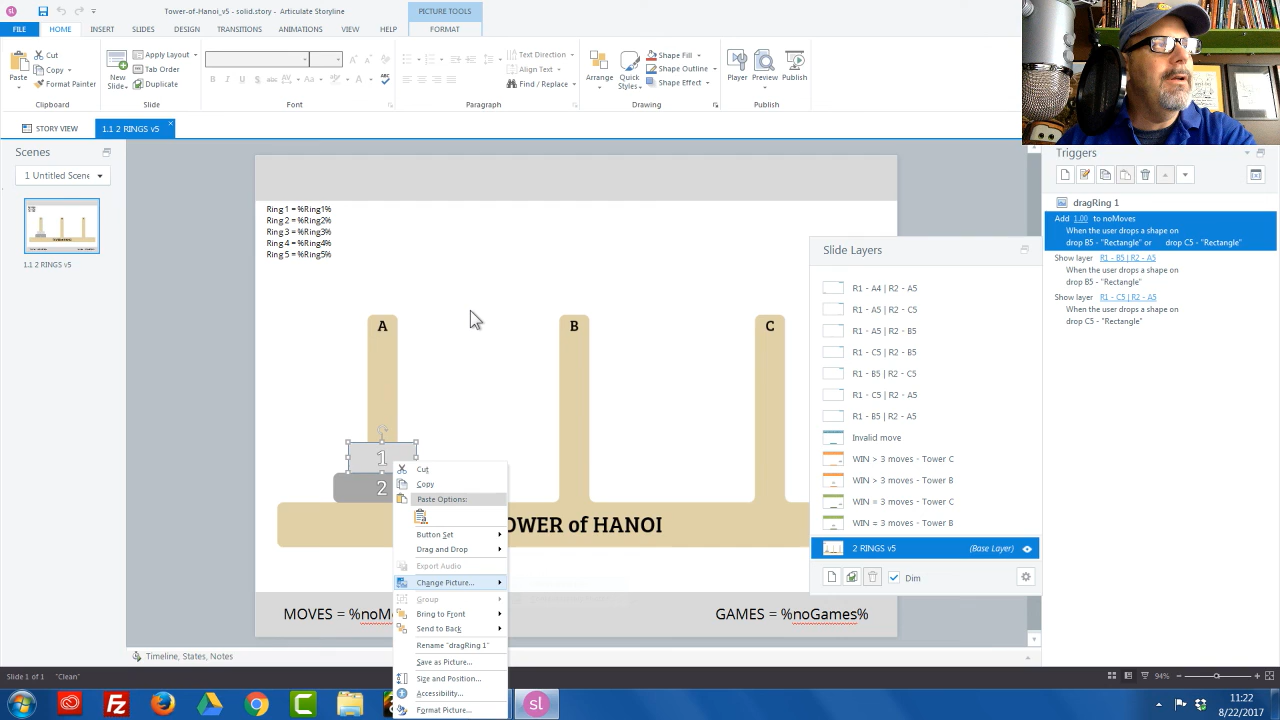 Tower-of-Hanoi_v5 - solid.story - Articulate Storyline
PICTURE TOOLS
FILE
HOME
INSERT
SLIDES
DESIGN
TRANSITIONS
ANIMATIONS
VIEW
HELP
FORMAT
Paste
Cut
Copy
Format Painter
Clipboard
New Slide
Apply Layout
Tab Order
Duplicate
Slide
Font
Text Direction
Align Text
Find / Replace
Paragraph
Arrange
Quick Styles
Shape Fill
Shape Outline
Shape Effect
Drawing
Player
Preview
Publish
Publish
STORY VIEW
1.1 2 RINGS v5
Scenes
1 Untitled Scene
1.1 2 RINGS v5
Ring 1 = %Ring1%
Ring 2 = %Ring2%
Ring 3 = %Ring3%
Ring 4 = %Ring4%
Ring 5 = %Ring5%
A
B
C
1
2
TOWER of HANOI
MOVES = %noMo
GAMES = %noGames%
Cut
Copy
Paste Options:
Button Set
Drag and Drop
Export Audio
Change Picture...
Group
Bring to Front
Send to Back
Rename "dragRing 1"
Save as Picture...
Size and Position...
Accessibility...
Format Picture...
Slide Layers
R1 - A4 | R2 - A5
R1 - A5 | R2 - C5
R1 - A5 | R2 - B5
R1 - C5 | R2 - B5
R1 - B5 | R2 - C5
R1 - C5 | R2 - A5
R1 - B5 | R2 - A5
Invalid move
WIN > 3 moves - Tower C
WIN > 3 moves - Tower B
WIN = 3 moves - Tower C
WIN = 3 moves - Tower B
2 RINGS v5 (Base Layer)
Dim
Triggers
dragRing 1
Add 1.00 to noMoves
When the user drops a shape on
drop B5 - "Rectangle" or drop C5 - "Rectangle"
Show layer R1 - B5 | R2 - A5
When the user drops a shape on
drop B5 - "Rectangle"
Show layer R1 - C5 | R2 - A5
When the user drops a shape on
drop C5 - "Rectangle"
Timeline, States, Notes
Slide 1 of 1
"Clean"
94%
11:22
8/22/2017